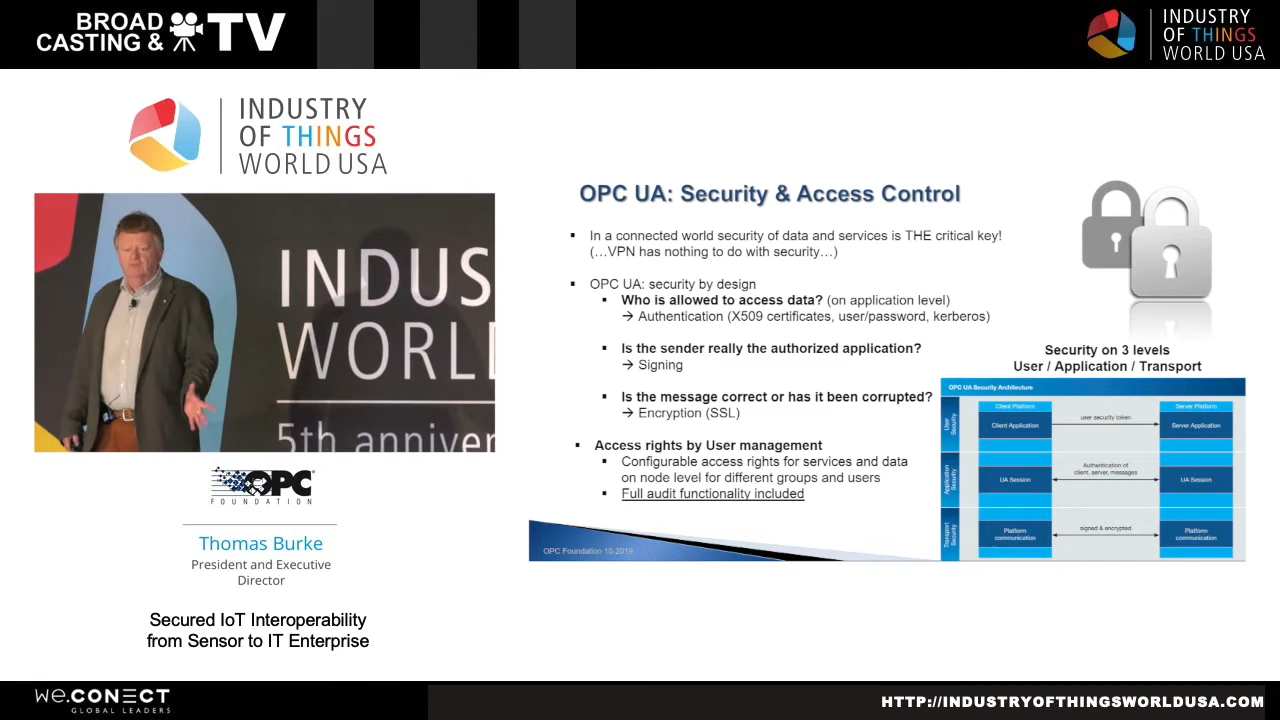 BROAD
CASTING & TV
INDUSTRY
OF THINGS
WORLD USA
INDUSTRY
OF THINGS
WORLD USA
INDUS
WORL
5th anniver
OPC
FOUNDATION
Thomas Burke
President and Executive
Director
Secured IoT Interoperability
from Sensor to IT Enterprise
OPC UA: Security & Access Control
▪ In a connected world security of data and services is THE critical key!
(…VPN has nothing to do with security…)
▪ OPC UA: security by design
▪ Who is allowed to access data? (on application level)
→ Authentication (X509 certificates, user/password, kerberos)
▪ Is the sender really the authorized application?
→ Signing
▪ Is the message correct or has it been corrupted?
→ Encryption (SSL)
▪ Access rights by User management
▪ Configurable access rights for services and data
on node level for different groups and users
▪ Full audit functionality included
OPC Foundation 10-2019
Security on 3 levels
User / Application / Transport
OPC UA Security Architecture
User
Security
Client Platform
Client Application
user security token
Server Platform
Server Application
Application
Security
UA Session
Authentication of
client, server, messages
UA Session
Transport
Security
Platform
communication
signed & encrypted
Platform
communication
we.CONECT
GLOBAL LEADERS
HTTP://INDUSTRYOFTHINGSWORLDUSA.COM